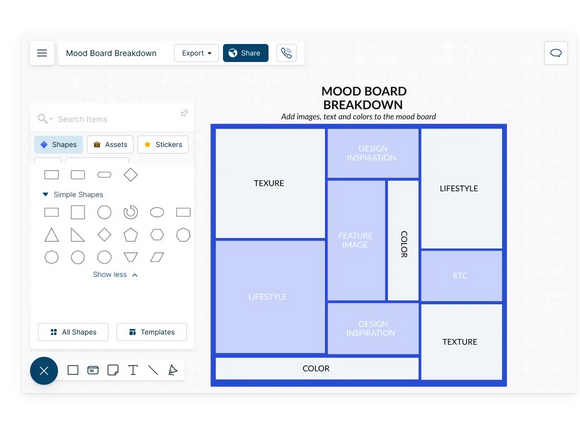 Mood Board Breakdown
Export
Share
Search Items
Shapes
Assets
Stickers
Simple Shapes
Show less
All Shapes
Templates
MOOD BOARD
BREAKDOWN
Add images, text and colors to the mood board
TEXURE
DESIGN
INSPIRATION
LIFESTYLE
FEATURE
IMAGE
COLOR
LIFESTYLE
ETC
DESIGN
INSPIRATION
TEXTURE
COLOR
T